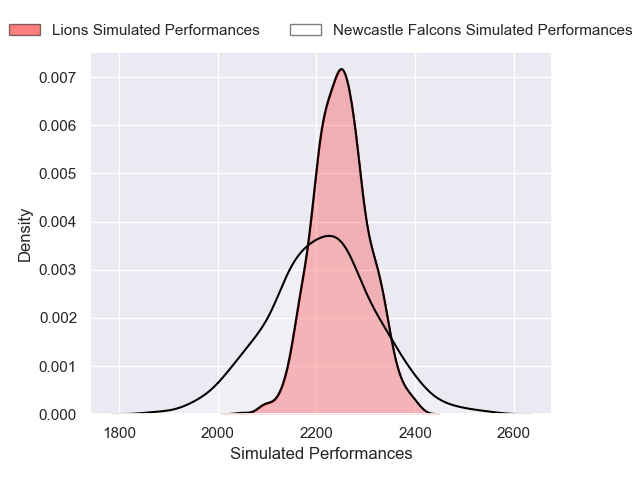 Lions Simulated Performances
Newcastle Falcons Simulated Performances
0.007
0.006
0.005
0.004
0.003
0.002
0.001
0.000
Density
1800 2000 2200 2400 2600
Simulated Performances